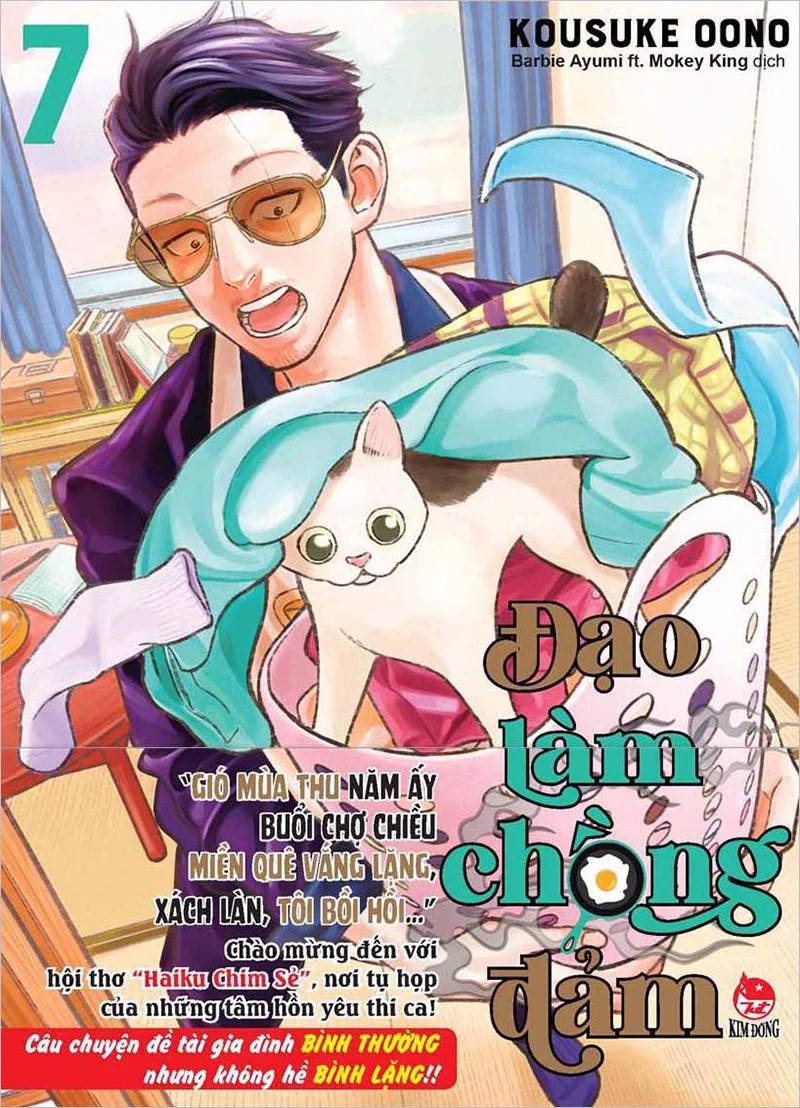 7
KOUSUKE OONO
Barbie Ayumi ft. Mokey King dịch
Đạo
làm
chồng
đảm
"GIÓ MÙA THU NĂM ẤY
BUỔI CHỢ CHIỀU
MIỀN QUÊ VẮNG LẶNG,
XÁCH LÀN, TÔI BỒI HỒI..."
Chào mừng đến với
hội thơ "Haiku Chim Sẻ", nơi tụ họp
của những tâm hồn yêu thi ca!
Câu chuyện đề tài gia đình BÌNH THƯỜNG
nhưng không hề BÌNH LẶNG!!
KIM ĐỒNG